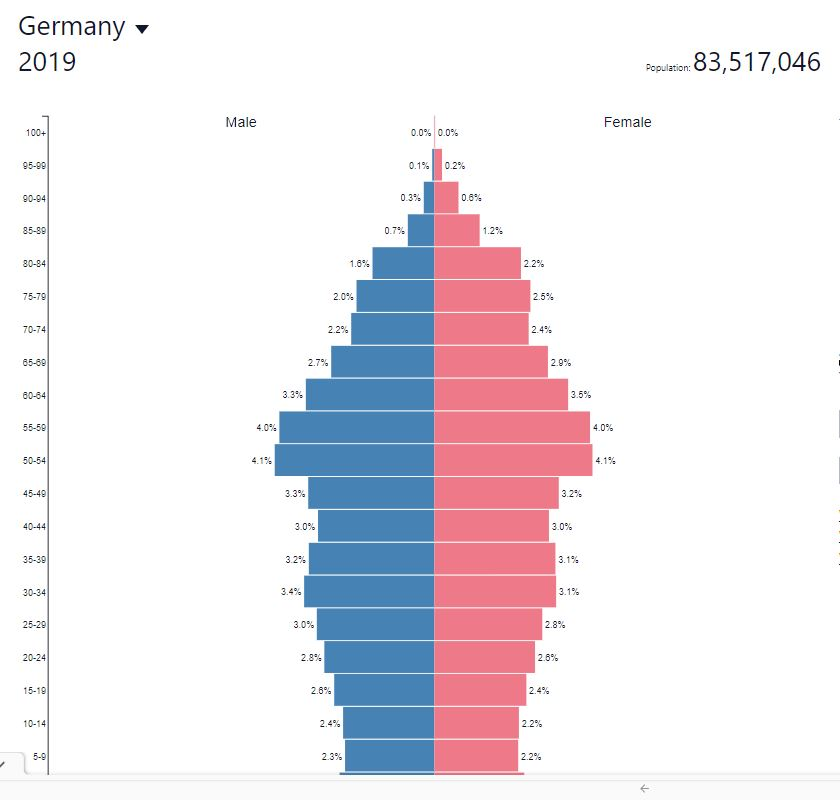 Germany
2019
Population: 83,517,046
Male Female
100+ 0.0% 0.0%
95-99 0.1% 0.2%
90-94 0.3% 0.6%
85-89 0.7% 1.2%
80-84 1.6% 2.2%
75-79 2.0% 2.5%
70-74 2.2% 2.4%
65-69 2.7% 2.9%
60-64 3.3% 3.5%
55-59 4.0% 4.0%
50-54 4.1% 4.1%
45-49 3.3% 3.2%
40-44 3.0% 3.0%
35-39 3.2% 3.1%
30-34 3.4% 3.1%
25-29 3.0% 2.8%
20-24 2.8% 2.6%
15-19 2.6% 2.4%
10-14 2.4% 2.2%
5-9 2.3% 2.2%